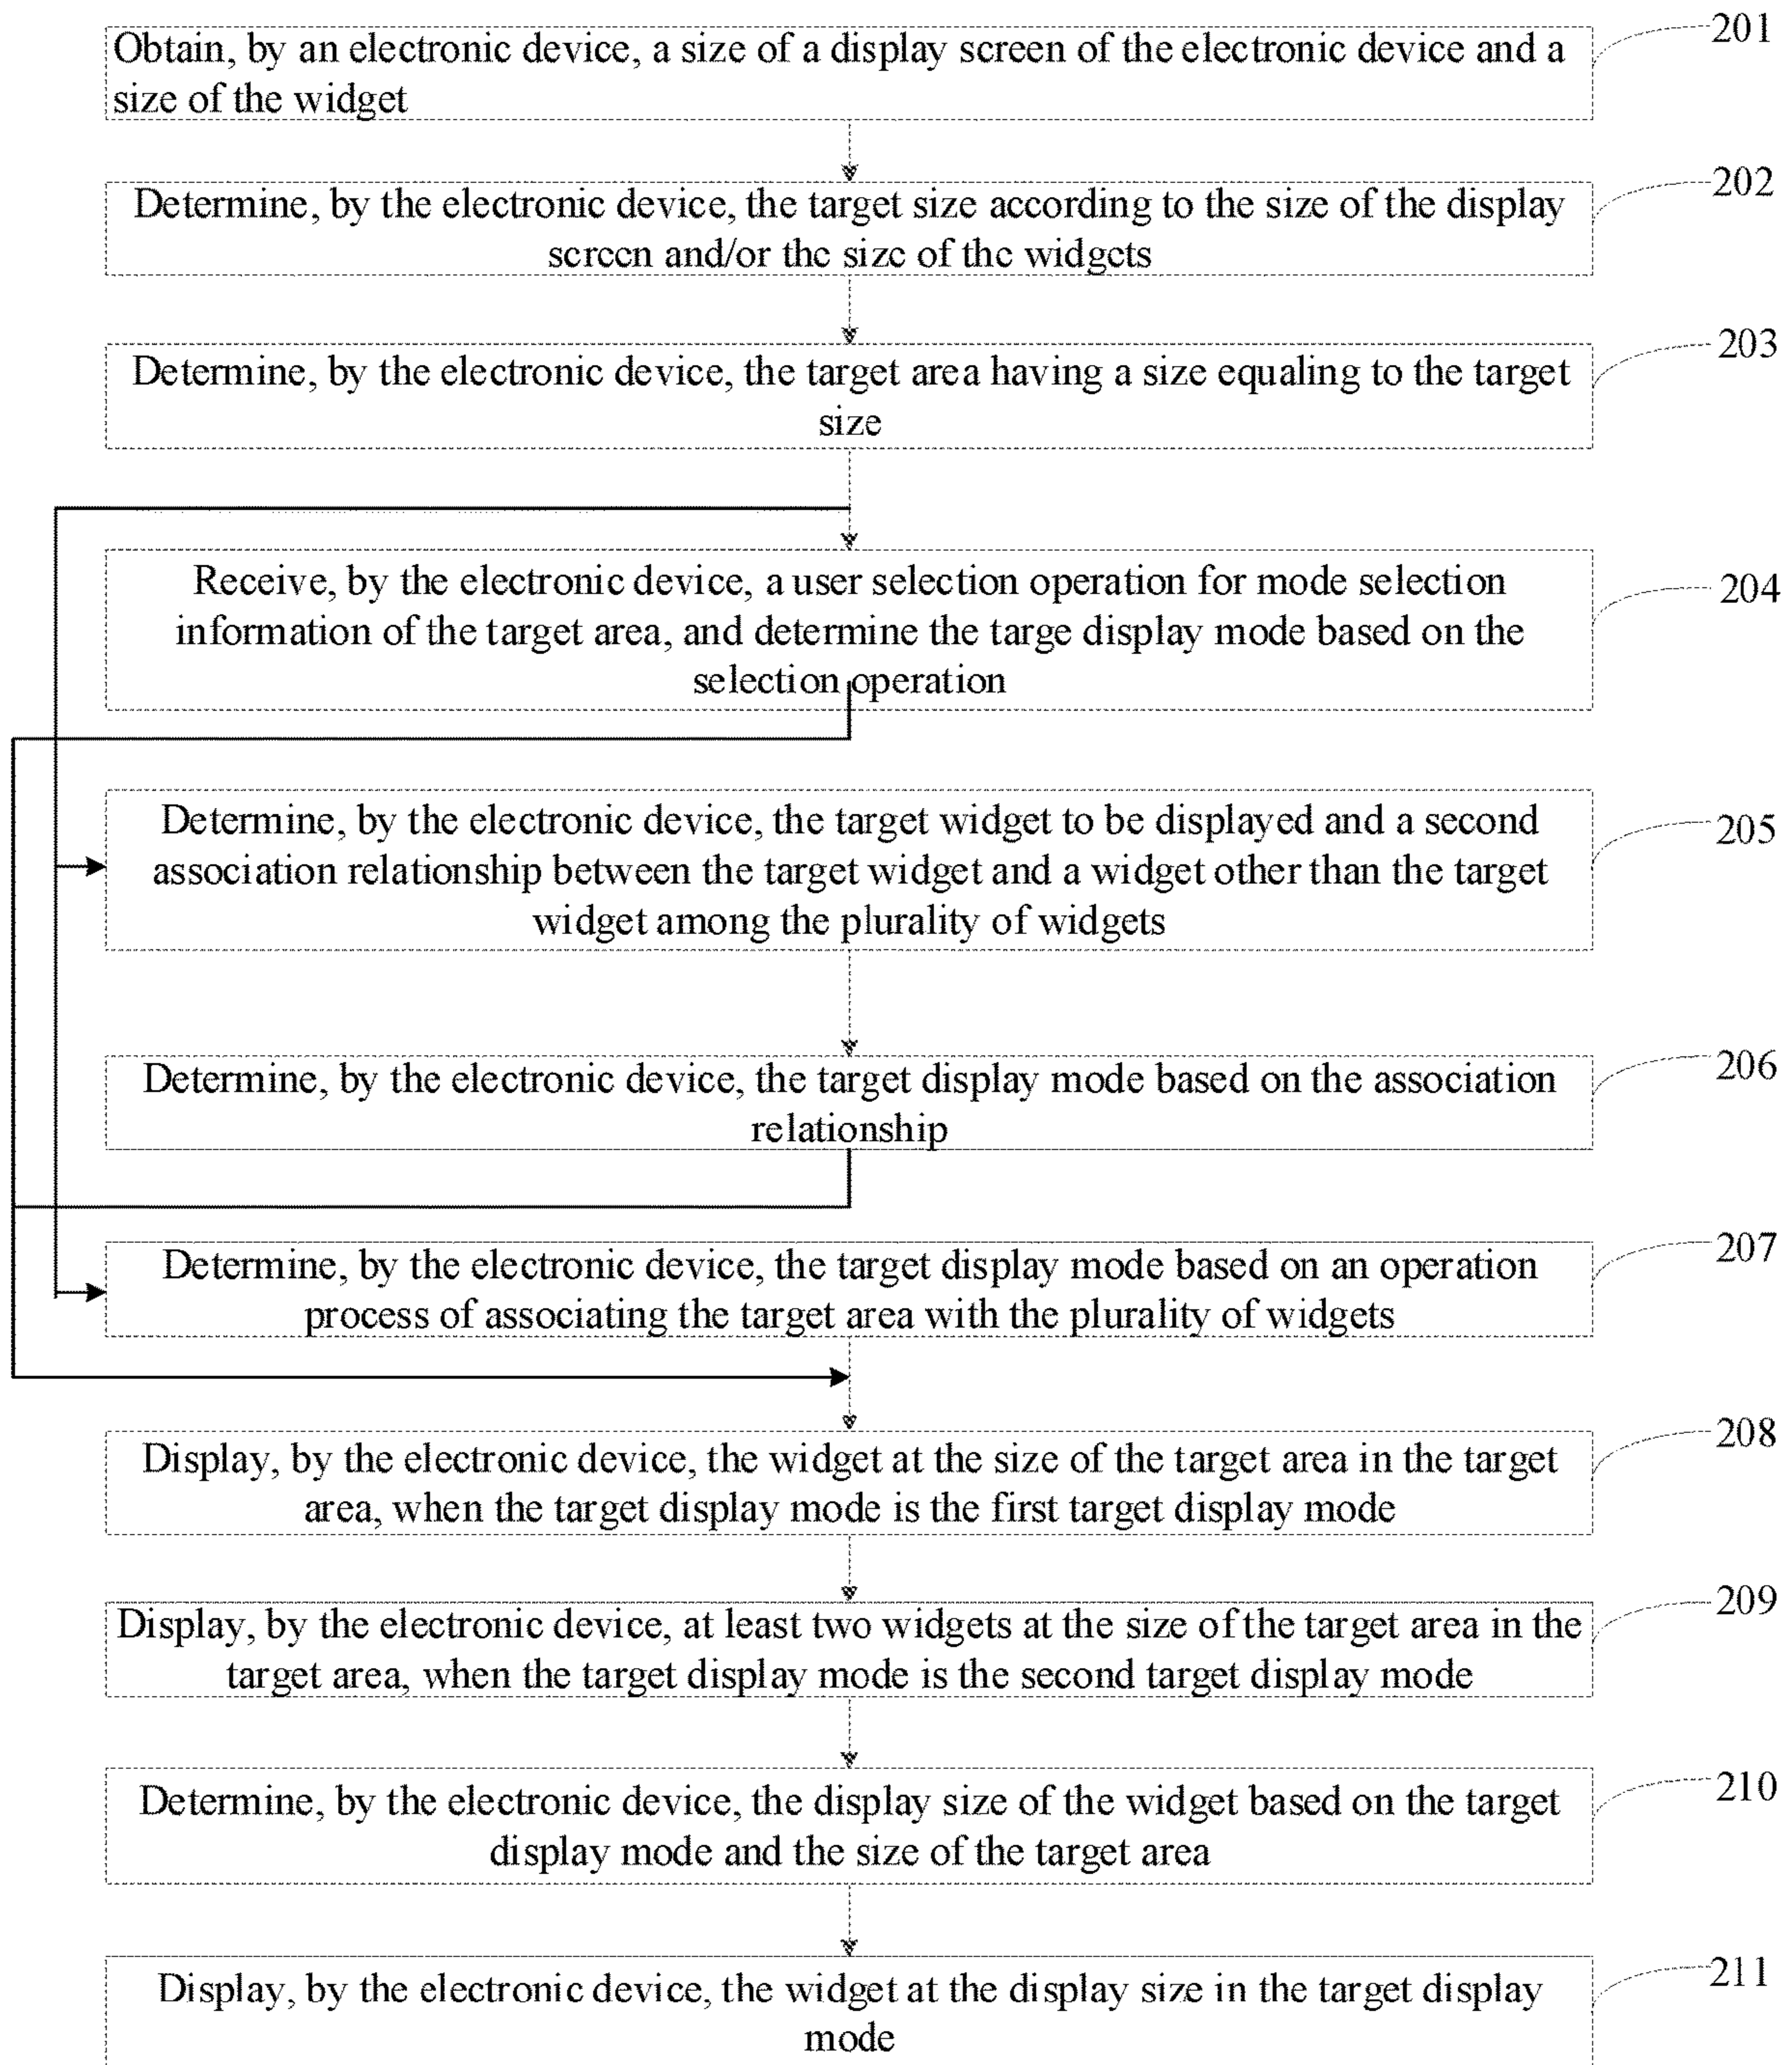 201
Obtain, by an electronic device, a size of a display screen of the electronic device and a
size of the widget
202
Determine, by the electronic device, the target size according to the size of the display
screen and/or the size of the widgets
203
Determine, by the electronic device, the target area having a size equaling to the target
size
204
Receive, by the electronic device, a user selection operation for mode selection
information of the target area, and determine the targe display mode based on the
selection operation
205
Determine, by the electronic device, the target widget to be displayed and a second
association relationship between the target widget and a widget other than the target
widget among the plurality of widgets
206
Determine, by the electronic device, the target display mode based on the association
relationship
207
Determine, by the electronic device, the target display mode based on an operation
process of associating the target area with the plurality of widgets
208
Display, by the electronic device, the widget at the size of the target area in the target
area, when the target display mode is the first target display mode
209
Display, by the electronic device, at least two widgets at the size of the target area in the
target area, when the target display mode is the second target display mode
210
Determine, by the electronic device, the display size of the widget based on the target
display mode and the size of the target area
211
Display, by the electronic device, the widget at the display size in the target display
mode